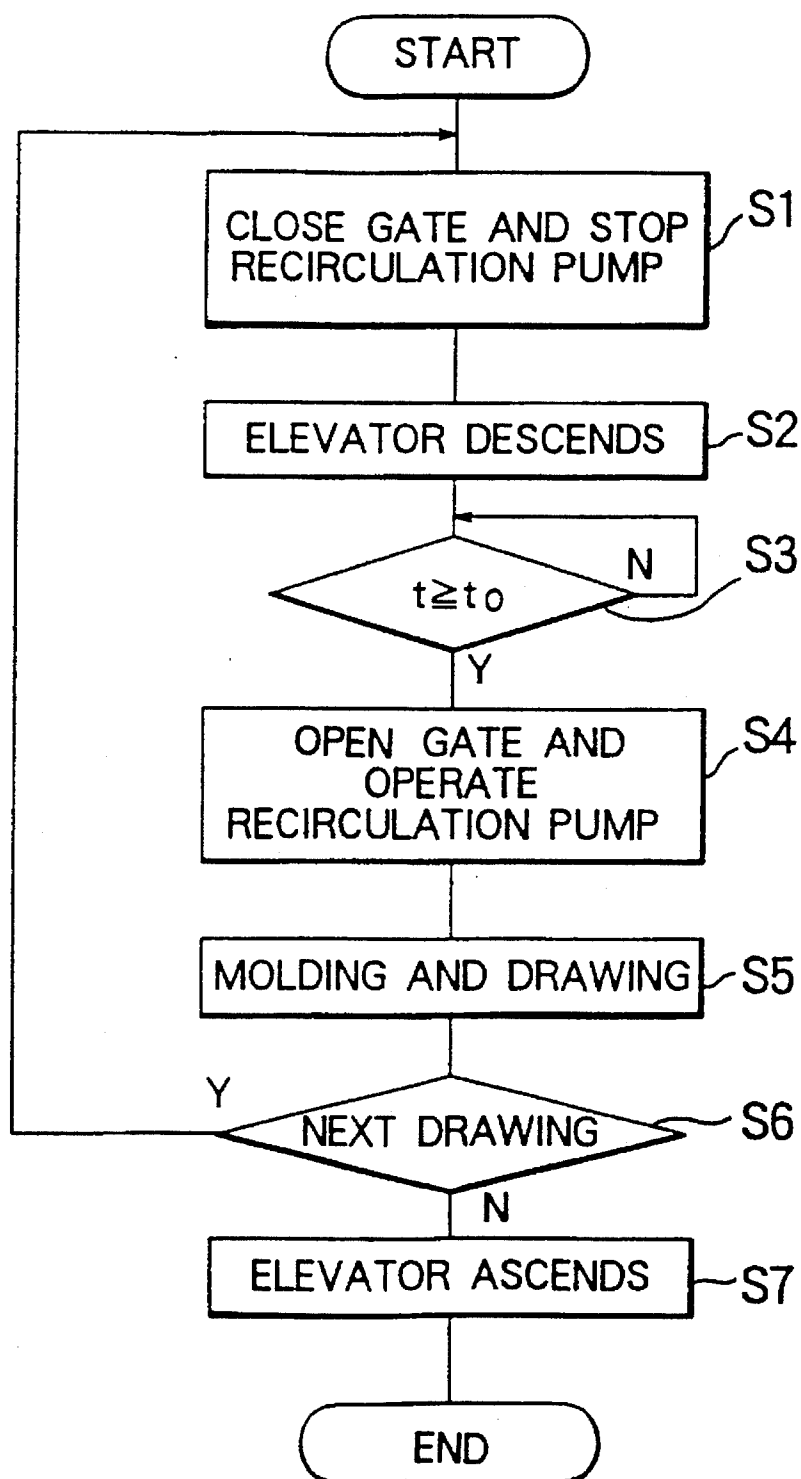 START
CLOSE GATE AND STOP
RECIRCULATION PUMP
S1
ELEVATOR DESCENDS
S2
t≧to
N
S3
Y
OPEN GATE AND
OPERATE
RECIRCULATION PUMP
S4
MOLDING AND DRAWING
S5
Y
NEXT DRAWING
S6
N
ELEVATOR ASCENDS
S7
END